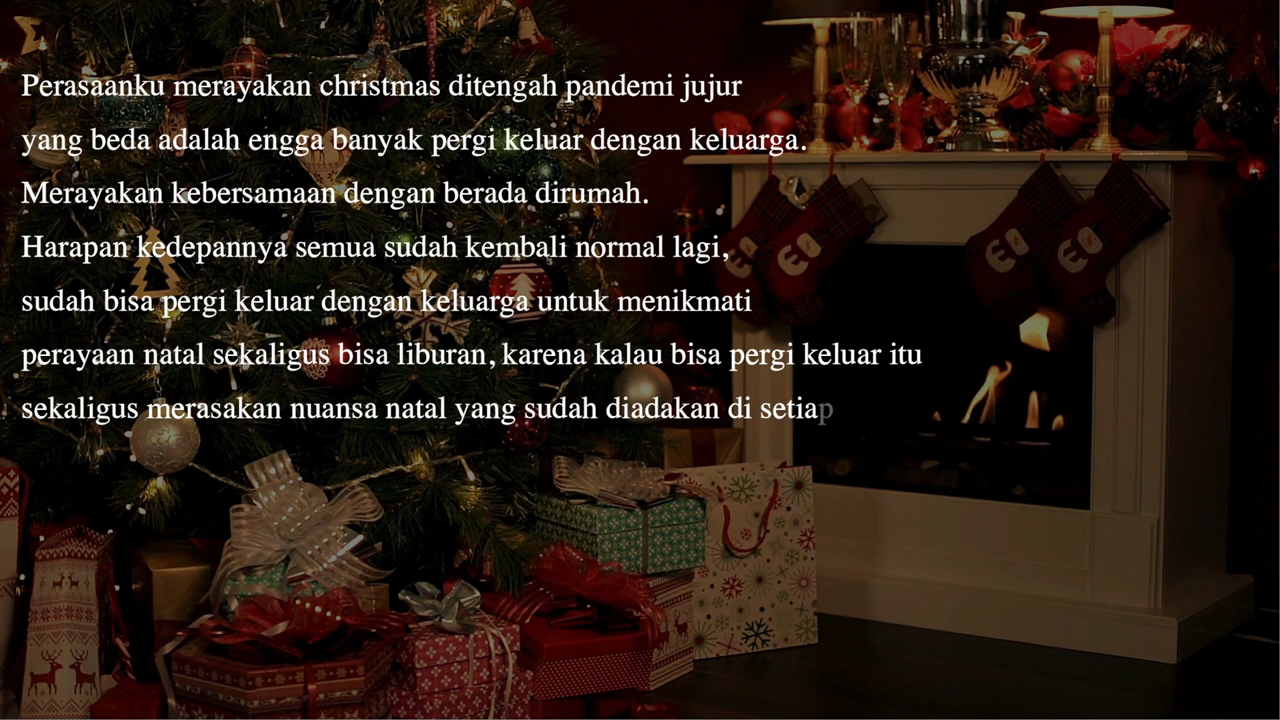 Perasaanku merayakan christmas ditengah pandemi jujur
yang beda adalah engga banyak pergi keluar dengan keluarga.
Merayakan kebersamaan dengan berada dirumah.
Harapan kedepannya semua sudah kembali normal lagi,
sudah bisa pergi keluar dengan keluarga untuk menikmati
perayaan natal sekaligus bisa liburan, karena kalau bisa pergi keluar itu
sekaligus merasakan nuansa natal yang sudah diadakan di setiap